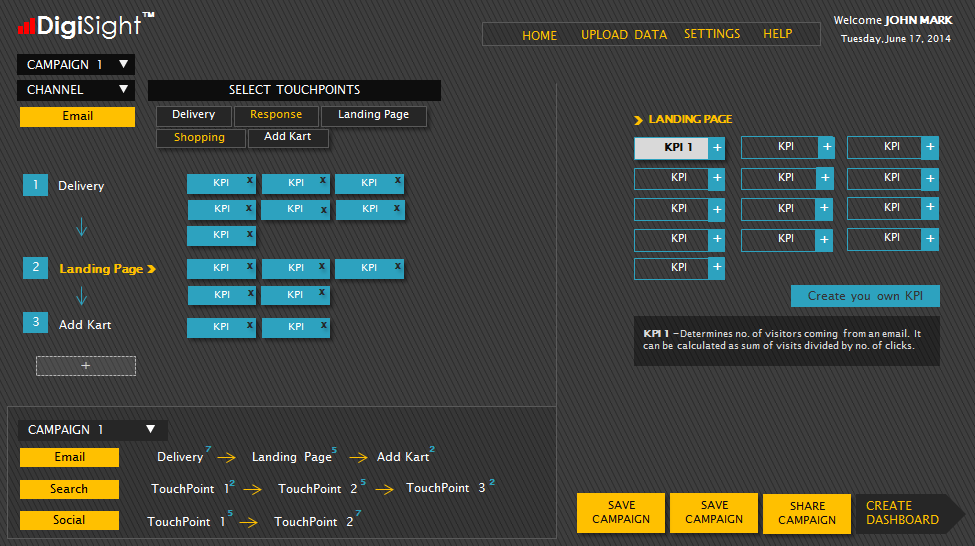 DigiSight™
HOME UPLOAD DATA SETTINGS HELP
Welcome JOHN MARK
Tuesday, June 17, 2014
CAMPAIGN 1 ▼
CHANNEL ▼
Email
SELECT TOUCHPOINTS
Delivery Response Landing Page
Shopping Add Kart
1 Delivery
KPI x KPI x KPI x
KPI x KPI x KPI x
KPI x
2 Landing Page
KPI x KPI x KPI x
KPI x KPI x
3 Add Kart
KPI x KPI x
+
LANDING PAGE
KPI 1 + KPI + KPI +
KPI + KPI + KPI +
KPI + KPI + KPI +
KPI + KPI + KPI +
KPI +
Create you own KPI
KPI 1 – Determines no. of visitors coming from an email. It
can be calculated as sum of visits divided by no. of clicks.
CAMPAIGN 1 ▼
Email Delivery 7 → Landing Page 5 → Add Kart 2
Search TouchPoint 1 2 → TouchPoint 2 5 → TouchPoint 3 2
Social TouchPoint 1 5 → TouchPoint 2 7
SAVE
CAMPAIGN
SAVE
CAMPAIGN
SHARE
CAMPAIGN
CREATE
DASHBOARD